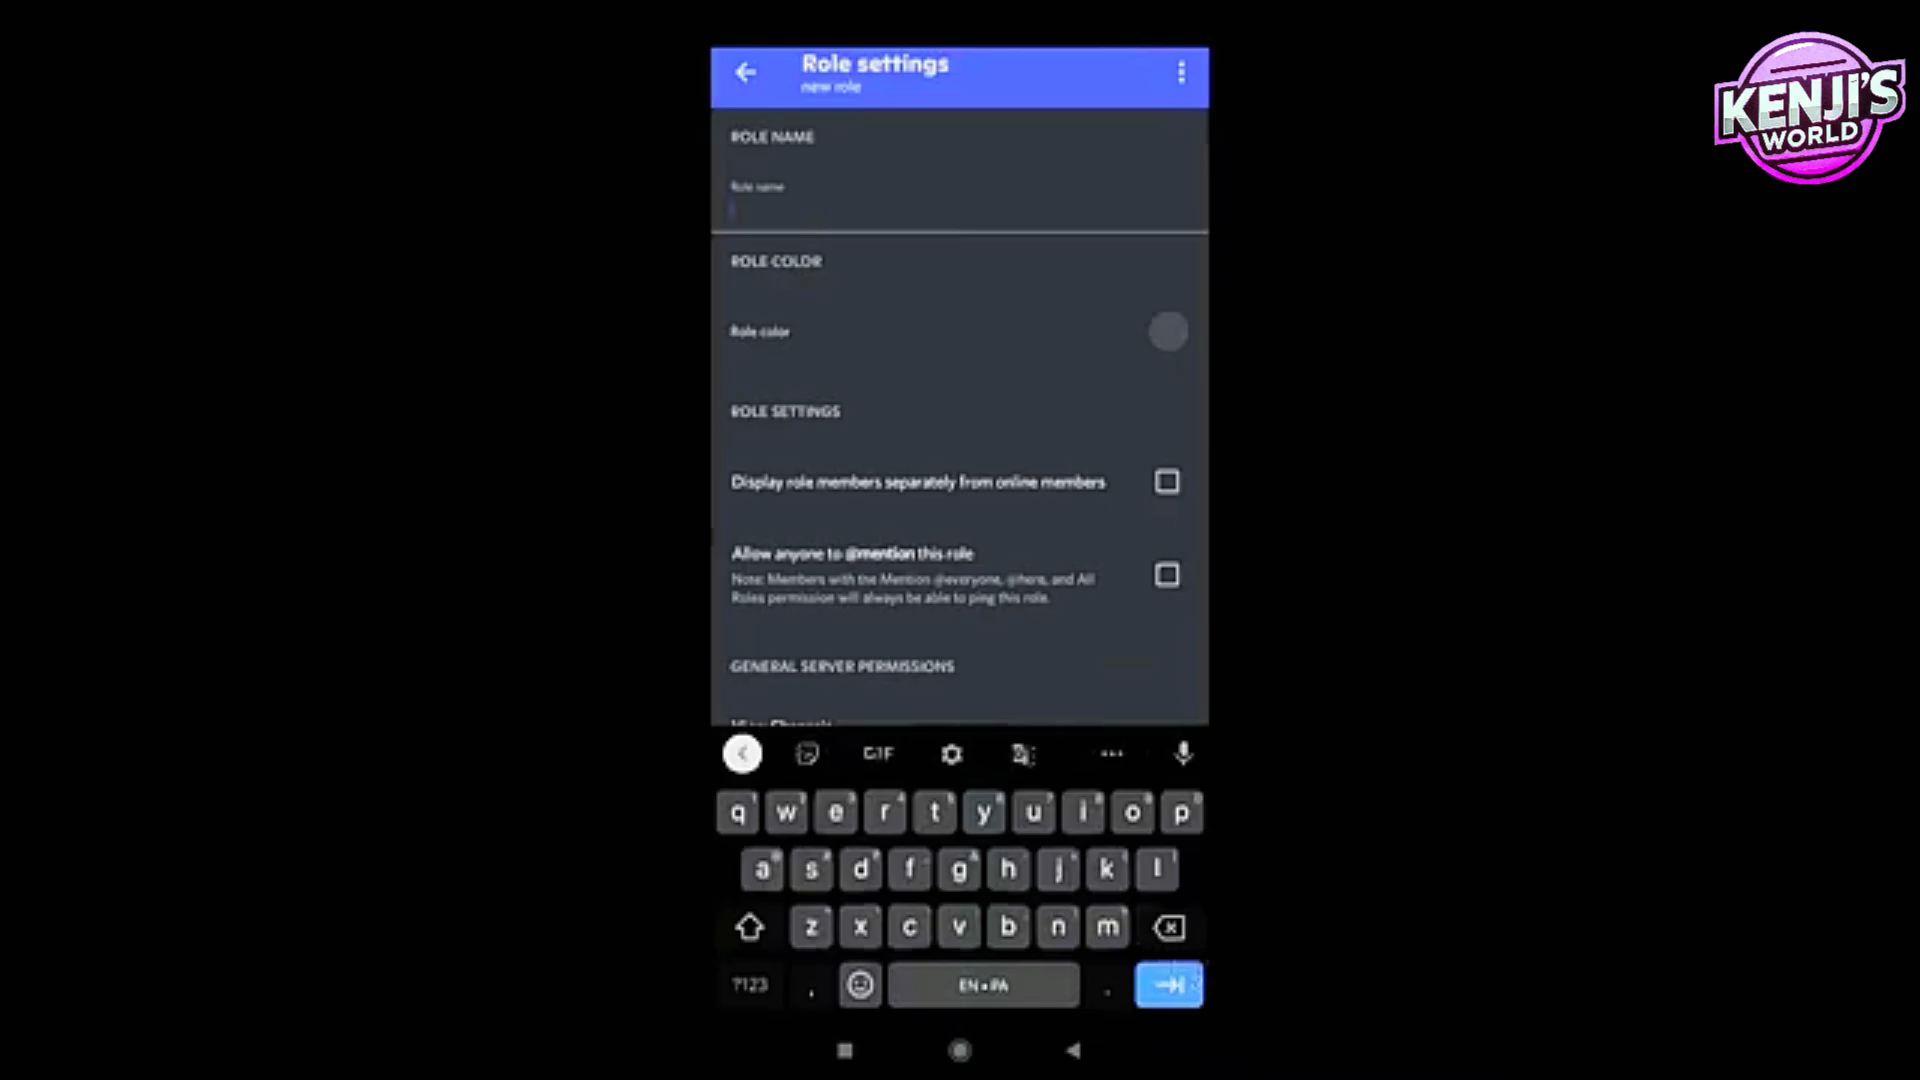 Role settings
new role
KENJI'S
WORLD
ROLE NAME
Role name
ROLE COLOR
Role color
ROLE SETTINGS
Display role members separately from online members
Allow anyone to @mention this role
Note: Members with the Mention @everyone, @here, and All
Roles permission will always be able to ping this role.
GENERAL SERVER PERMISSIONS
View Channels
GIF
q w e r t y u i o p
a s d f g h j k l
z x c v b n m
?123 , EN•PA .